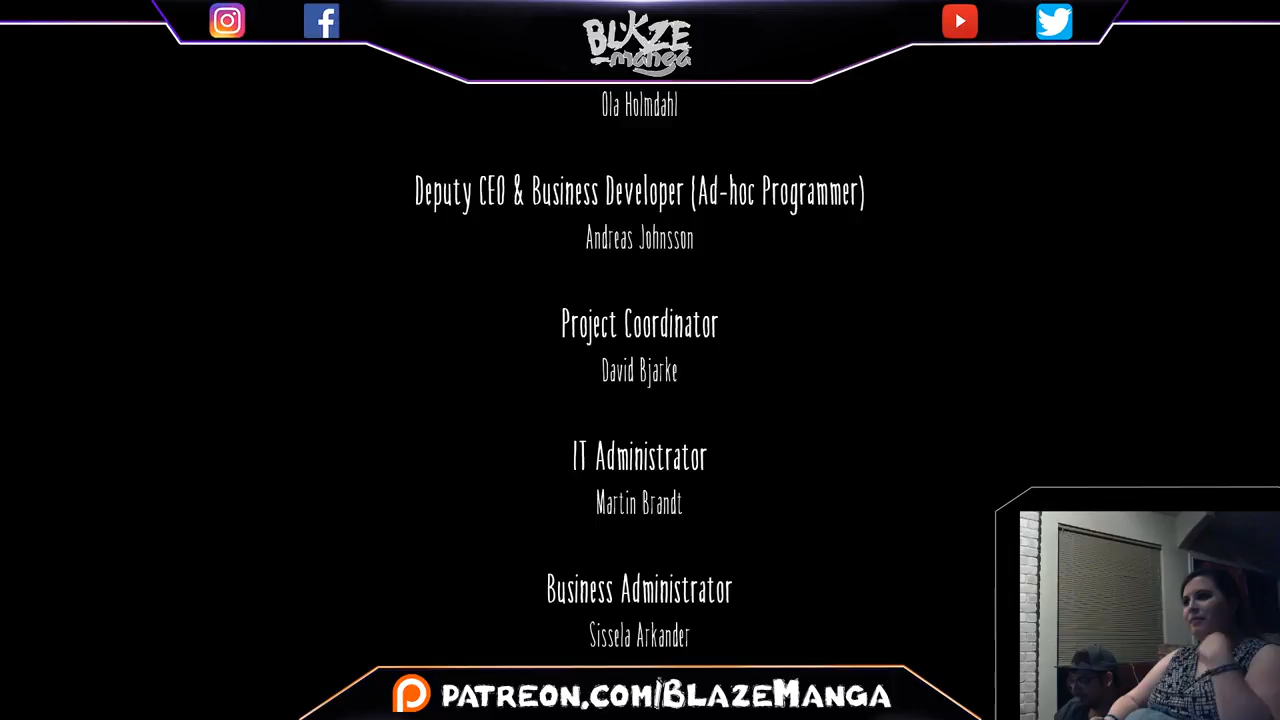 BLAZE
manga
Ola Holmdahl
Deputy CEO & Business Developer (Ad-hoc Programmer)
Andreas Johnsson
Project Coordinator
David Bjarke
IT Administrator
Martin Brandt
Business Administrator
Sissela Arkander
PATREON.COM/BLAZEMANGA